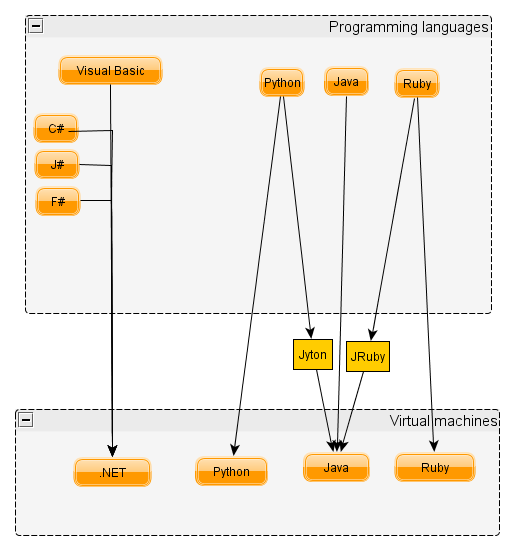 Programming languages
Visual Basic
Python
Java
Ruby
C#
J#
F#
Jyton
JRuby
Virtual machines
.NET
Python
Java
Ruby